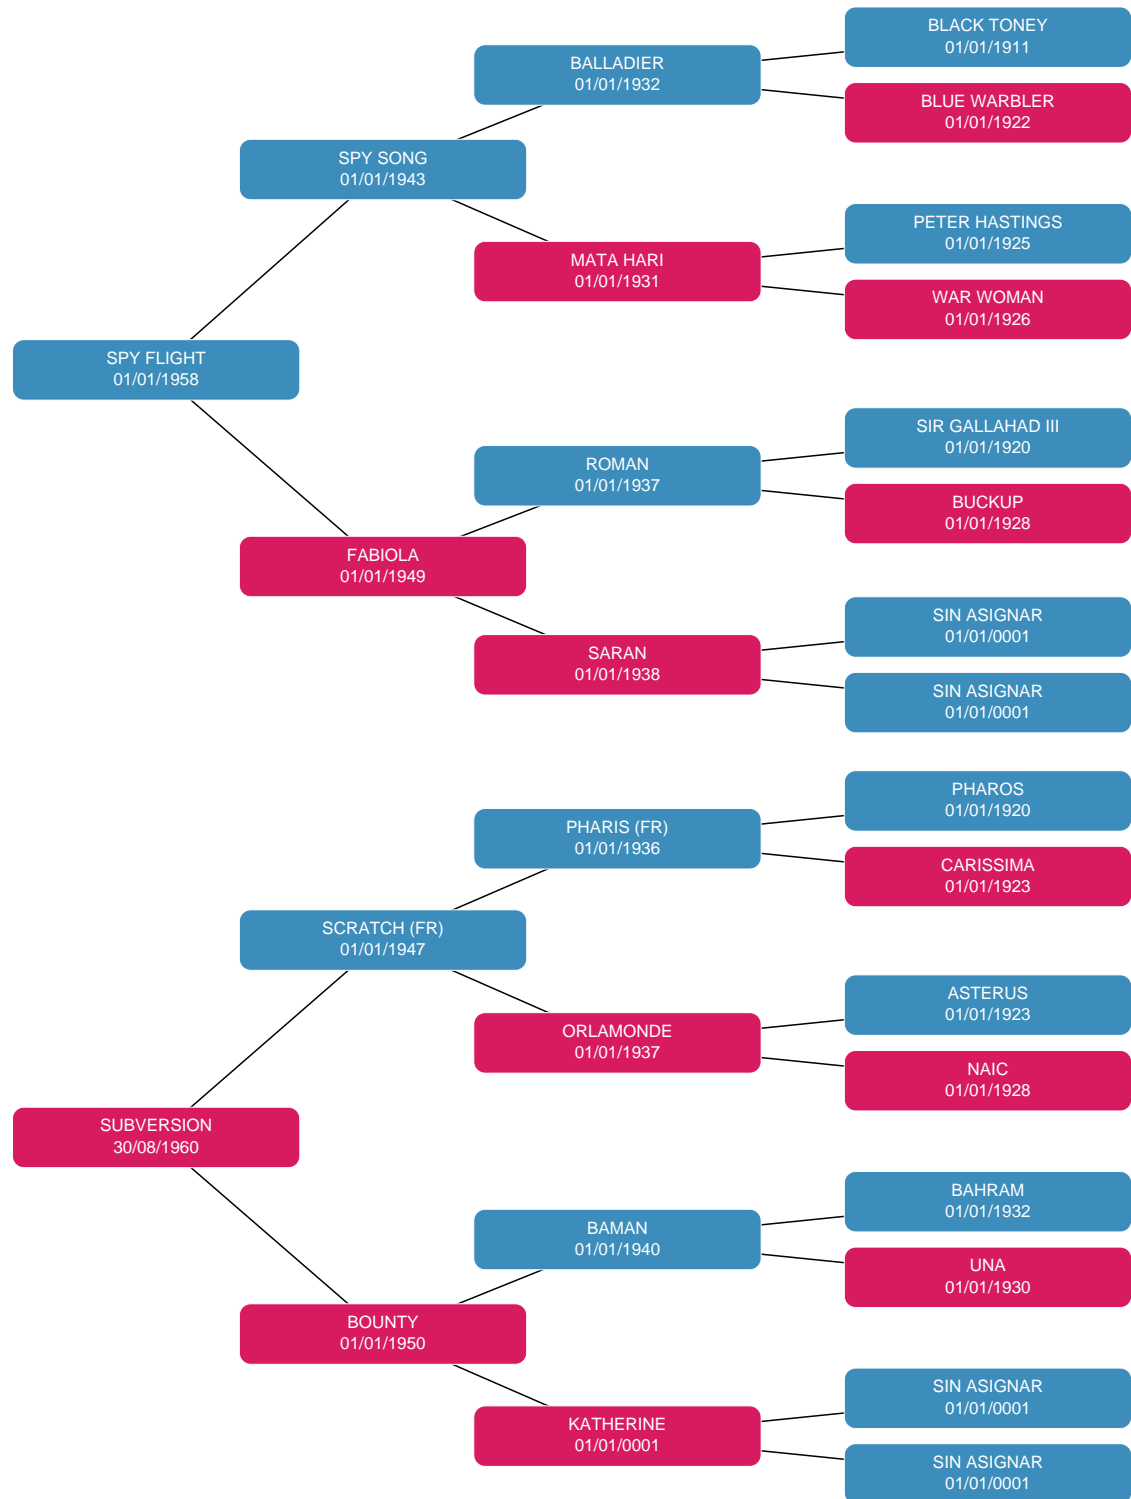 BLACK TONEY
01/01/1911
BALLADIER
01/01/1932
BLUE WARBLER
01/01/1922
SPY SONG
01/01/1943
PETER HASTINGS
01/01/1925
MATA HARI
01/01/1931
WAR WOMAN
01/01/1926
SPY FLIGHT
01/01/1958
SIR GALLAHAD III
01/01/1920
ROMAN
01/01/1937
BUCKUP
01/01/1928
FABIOLA
01/01/1949
SIN ASIGNAR
01/01/0001
SARAN
01/01/1938
SIN ASIGNAR
01/01/0001
PHAROS
01/01/1920
PHARIS (FR)
01/01/1936
CARISSIMA
01/01/1923
SCRATCH (FR)
01/01/1947
ASTERUS
01/01/1923
ORLAMONDE
01/01/1937
NAIC
01/01/1928
SUBVERSION
30/08/1960
BAHRAM
01/01/1932
BAMAN
01/01/1940
UNA
01/01/1930
BOUNTY
01/01/1950
SIN ASIGNAR
01/01/0001
KATHERINE
01/01/0001
SIN ASIGNAR
01/01/0001